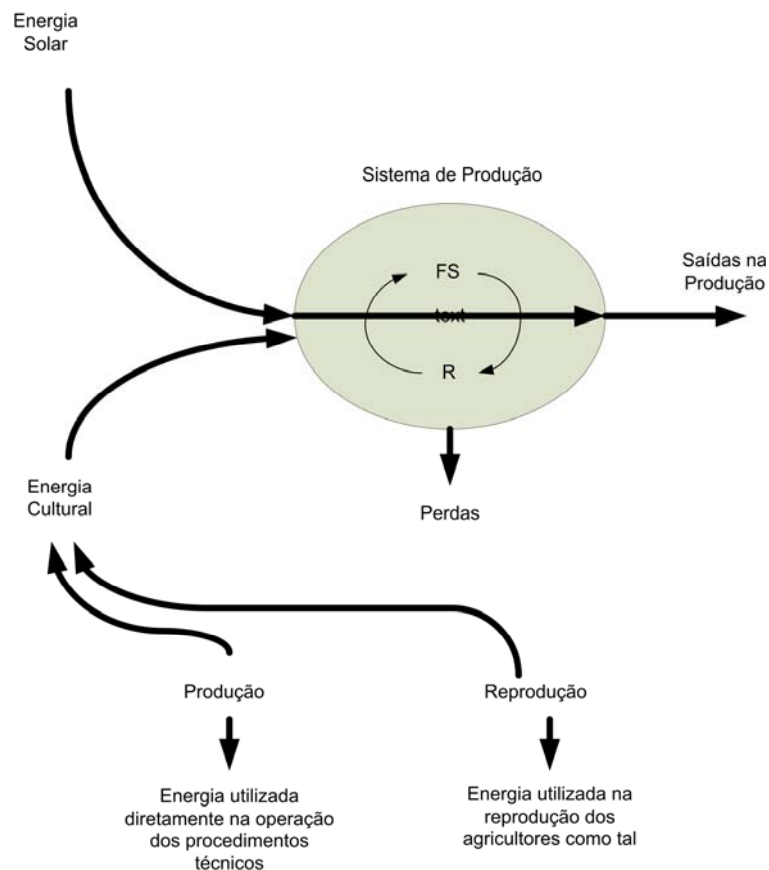 Energia
Solar
Sistema de Produção
FS
text
R
Saídas na
Produção
Energia
Cultural
Perdas
Produção
Reprodução
Energia utilizada
diretamente na operação
dos procedimentos
técnicos
Energia utilizada na
reprodução dos
agricultores como tal